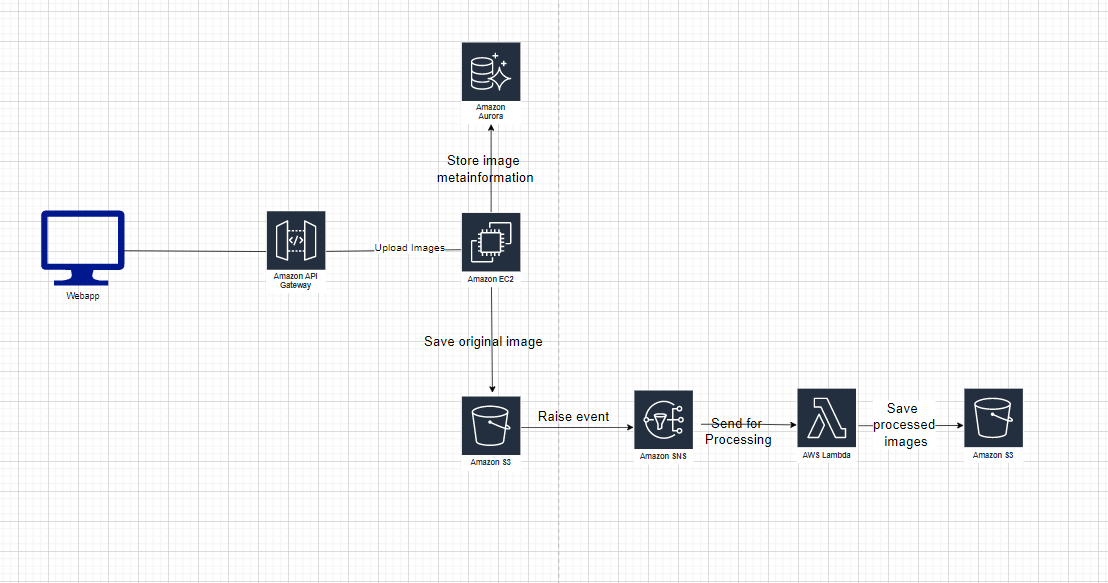 Amazon
Aurora
Store image
metainformation
Webapp
Amazon API
Gateway
Upload Images
Amazon EC2
Save original image
Amazon S3
Raise event
Amazon SNS
Send for
Processing
AWS Lambda
Save
processed
images
Amazon S3